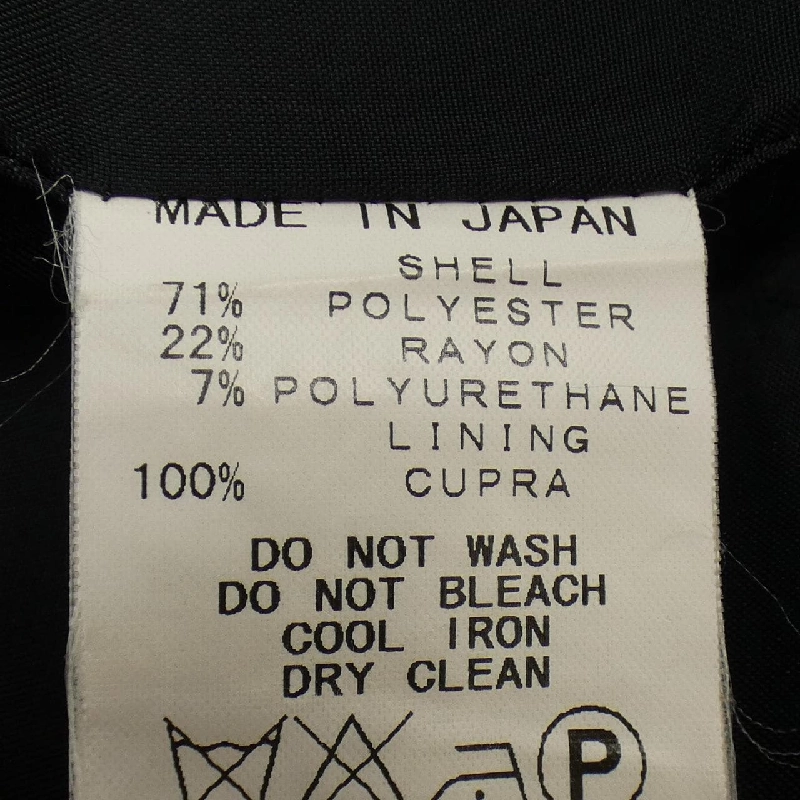 MADE IN JAPAN
SHELL
71% POLYESTER
22% RAYON
7% POLYURETHANE
LINING
100% CUPRA
DO NOT WASH
DO NOT BLEACH
COOL IRON
DRY CLEAN
P